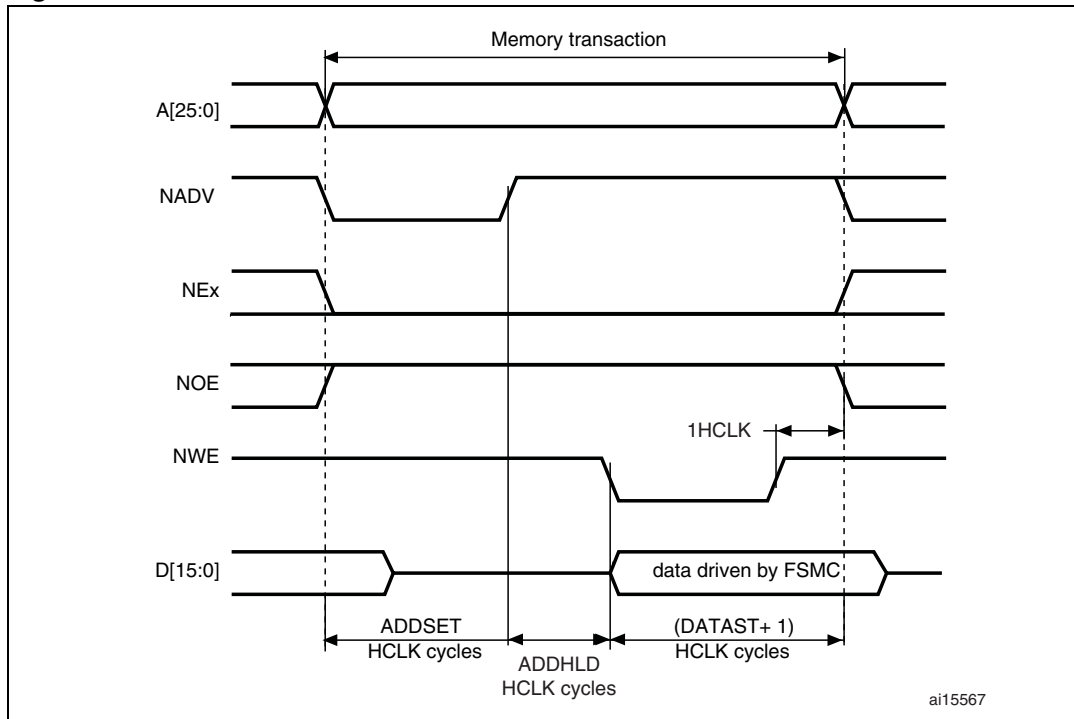 Memory transaction
A[25:0]
NADV
NEx
NOE
1HCLK
NWE
D[15:0]
data driven by FSMC
ADDSET
HCLK cycles
ADDHLD
HCLK cycles
(DATAST+ 1)
HCLK cycles
ai15567